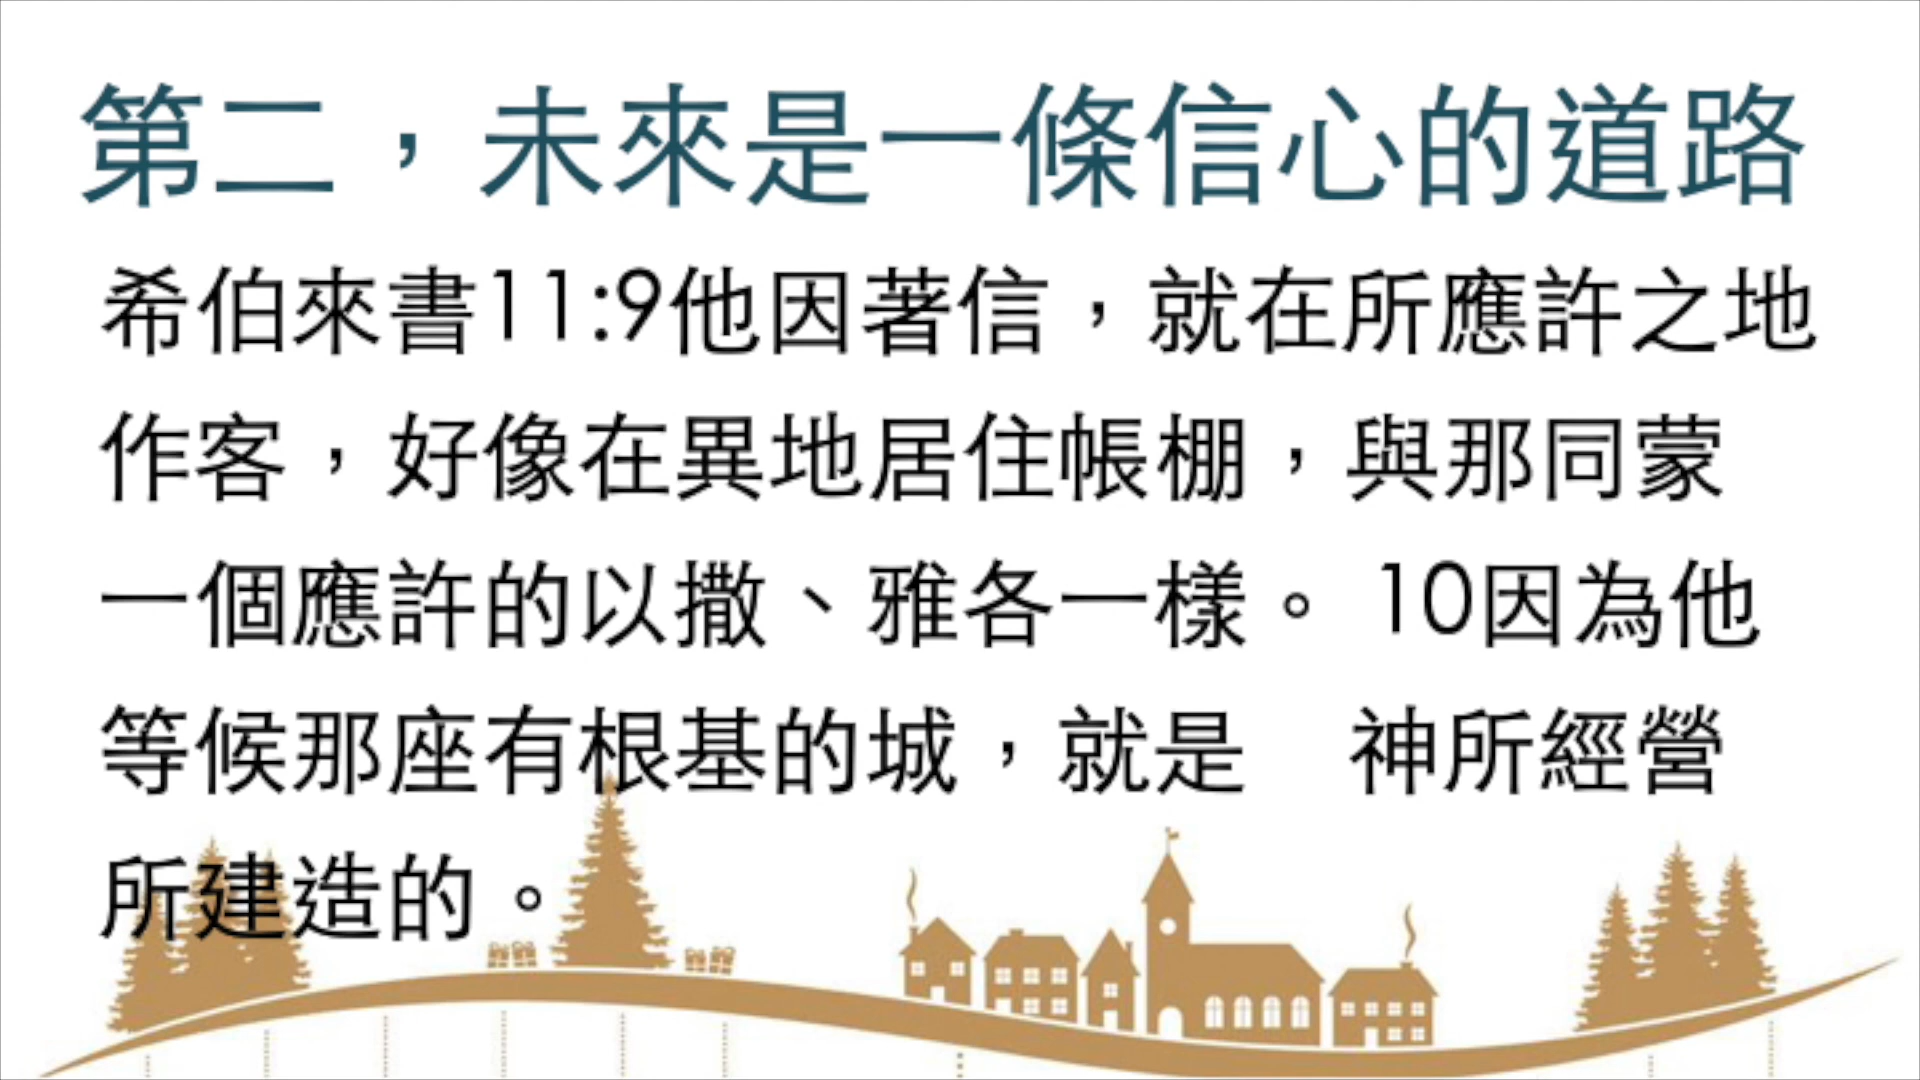 第二，未來是一條信心的道路
希伯來書11:9他因著信，就在所應許之地
作客，好像在異地居住帳棚，與那同蒙
一個應許的以撒、雅各一樣。 10因為他
等候那座有根基的城，就是　神所經營
所建造的。